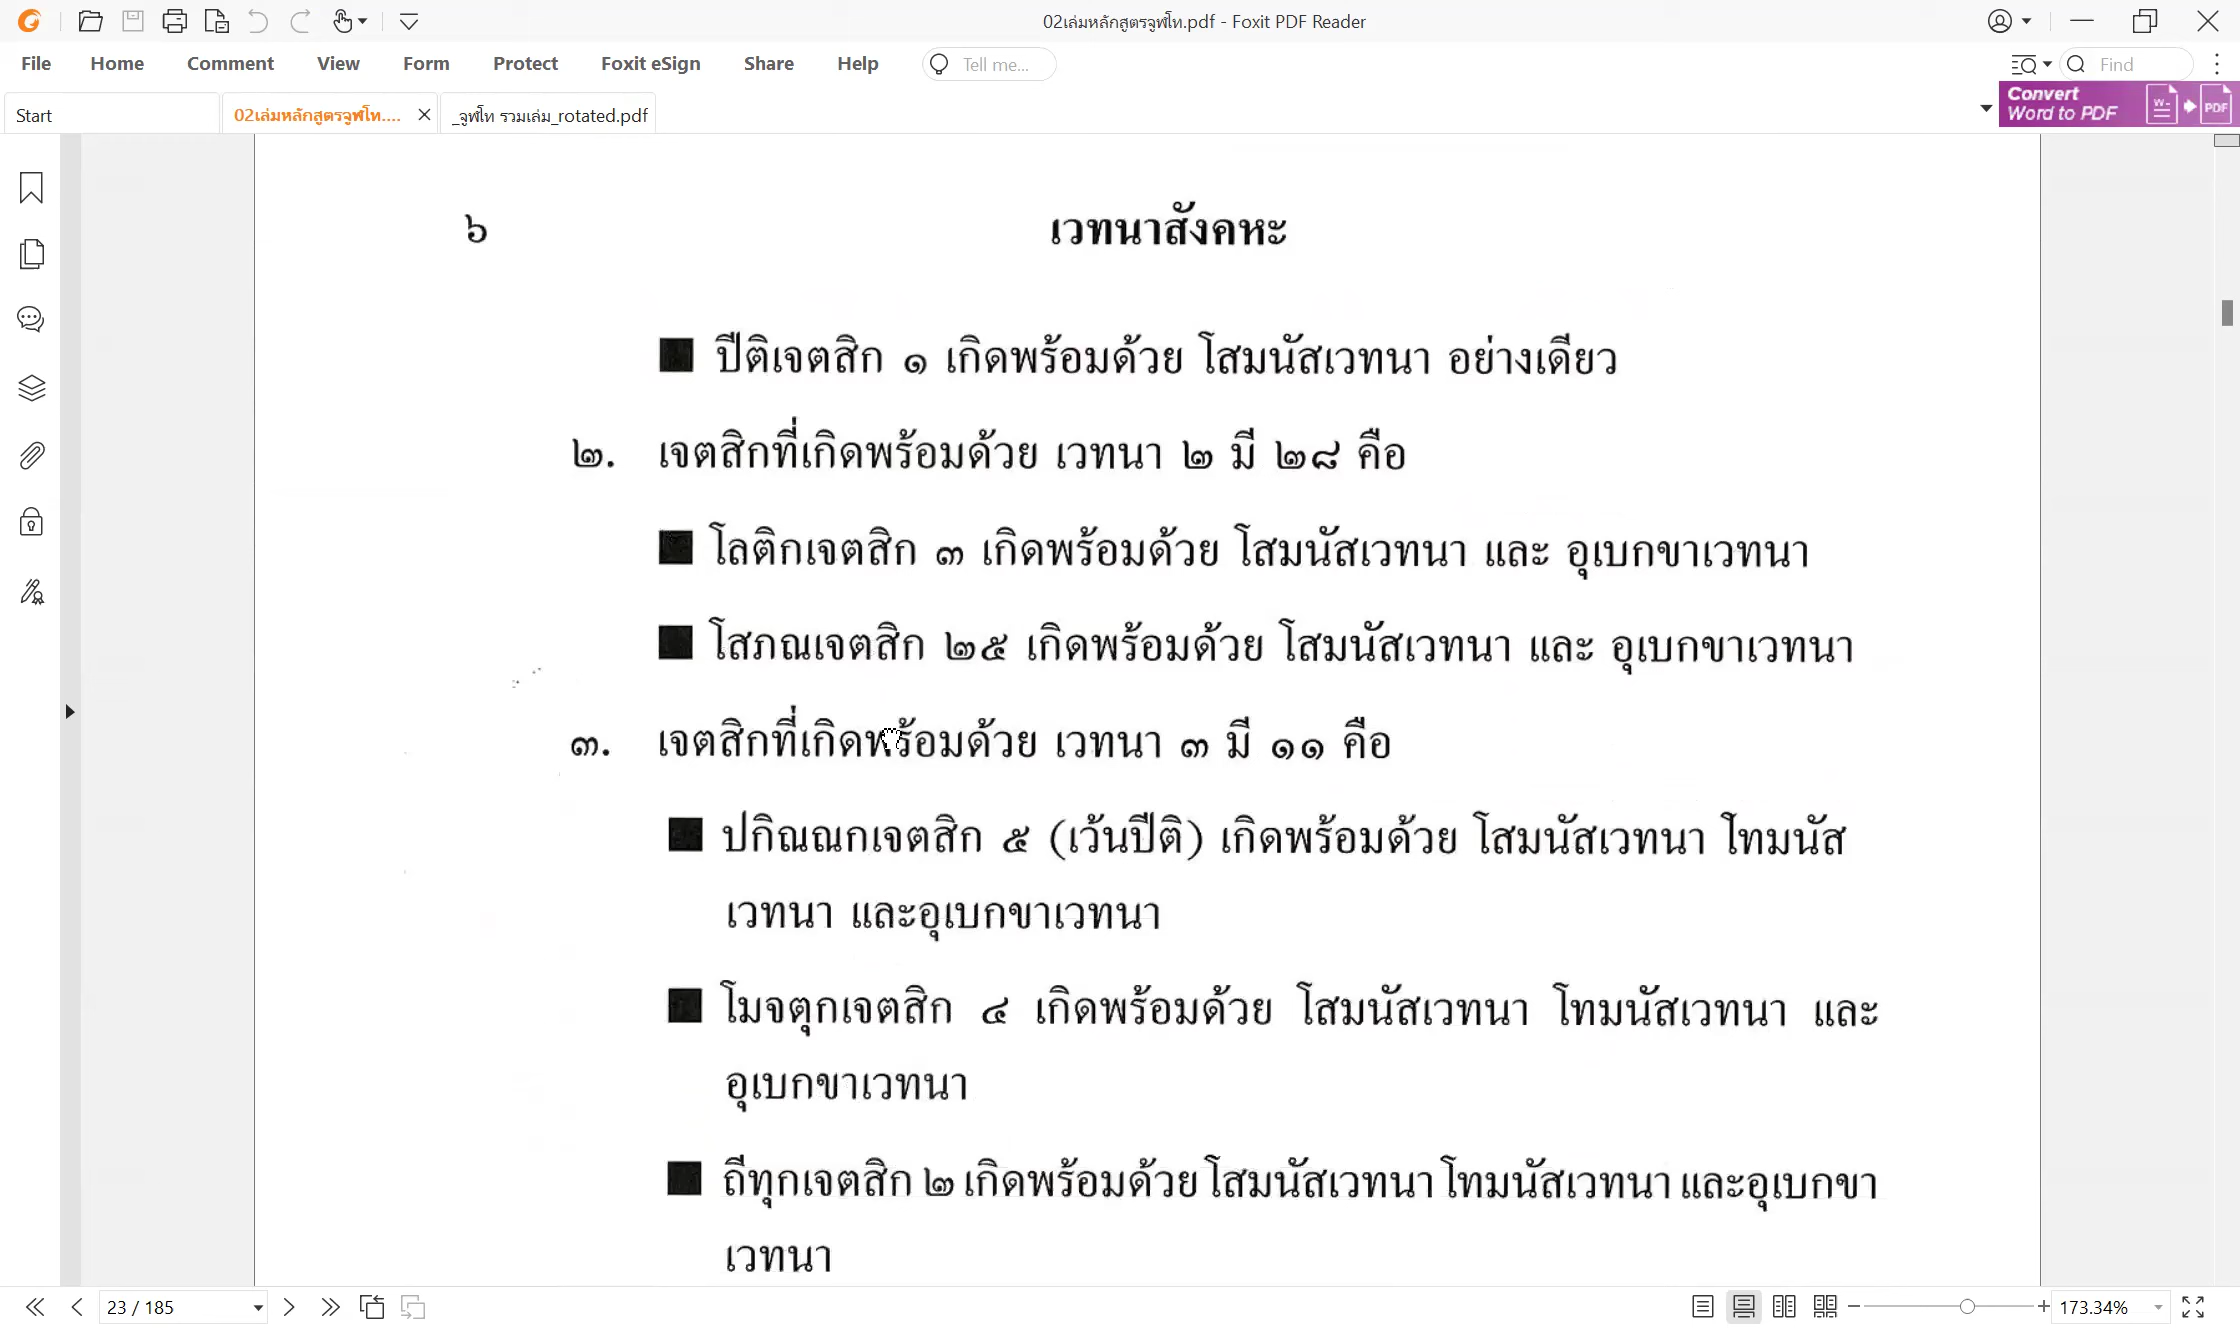 02เล่มหลักสูตรจูฬโท.pdf - Foxit PDF Reader
File Home Comment View Form Protect Foxit eSign Share Help Tell me... Find
Start 02เล่มหลักสูตรจูฬโท.... _จูฬโท รวมเล่ม_rotated.pdf
Convert
Word to PDF
W
PDF
๖ เวทนาสังคหะ
■ ปีติเจตสิก ๑ เกิดพร้อมด้วย โสมนัสเวทนา อย่างเดียว
๒. เจตสิกที่เกิดพร้อมด้วย เวทนา ๒ มี ๒๘ คือ
■ โลติกเจตสิก ๓ เกิดพร้อมด้วย โสมนัสเวทนา และ อุเบกขาเวทนา
■ โสภณเจตสิก ๒๕ เกิดพร้อมด้วย โสมนัสเวทนา และ อุเบกขาเวทนา
๓. เจตสิกที่เกิดพร้อมด้วย เวทนา ๓ มี ๑๑ คือ
■ ปกิณณกเจตสิก ๕ (เว้นปีติ) เกิดพร้อมด้วย โสมนัสเวทนา โทมนัส
เวทนา และอุเบกขาเวทนา
■ โมจตุกเจตสิก ๔ เกิดพร้อมด้วย โสมนัสเวทนา โทมนัสเวทนา และ
อุเบกขาเวทนา
■ ถีทุกเจตสิก ๒ เกิดพร้อมด้วย โสมนัสเวทนา โทมนัสเวทนา และอุเบกขา
เวทนา
23 / 185 173.34%